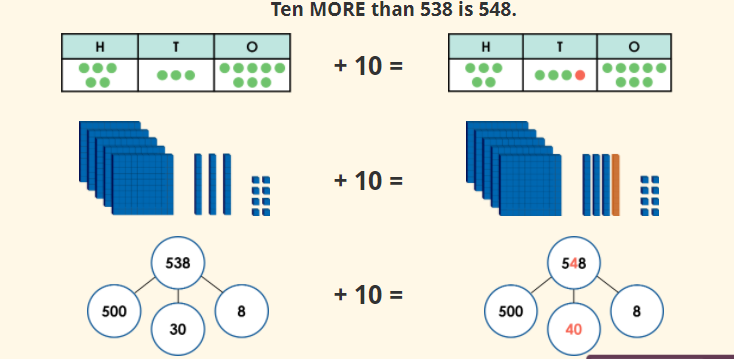 Ten MORE than 538 is 548.
H T O
+ 10 =
H T O
+ 10 =
538
500
30
8
+ 10 =
548
500
40
8